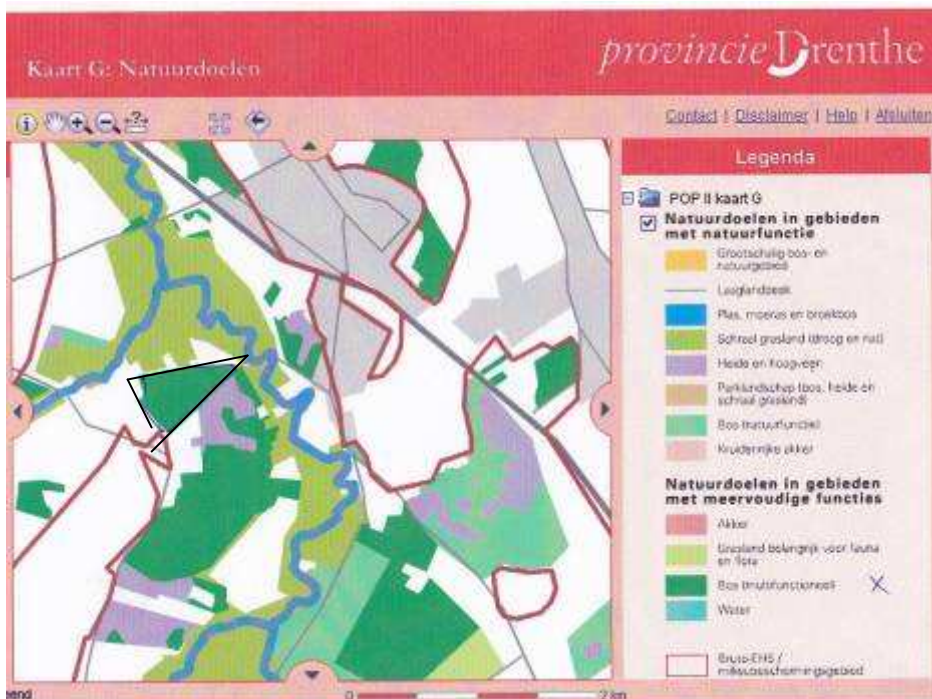 Kaart G: Natuurdoelen
provincie Drenthe
Contact | Disclaimer | Help | Afsluiten
Legenda
POP II kaart G
Natuurdoelen in gebieden
met natuurfunctie
Grootschalig bos- en
natuurgebied
Laaglandbeek
Plas, moeras en broekbos
Schraal grasland (droog en nat)
Heide en hoogveen
Parklandschap (bos, heide en
schraal grasland)
Bos (natuurfunctie)
Kruidenrijke akker
Natuurdoelen in gebieden
met meervoudige functies
Akker
Grasland belangrijk voor fauna
en flora
Bos (multifunctioneel) X
Water
Bruto-EHS /
milieubeschermingsgebied
eend
0 2 km